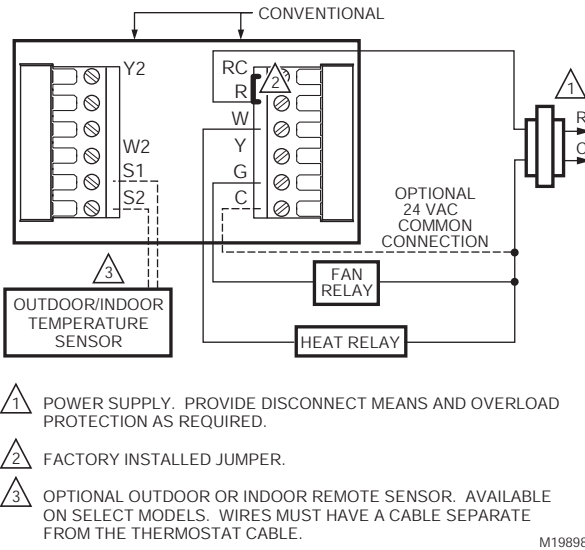 CONVENTIONAL
Y2
W2
S1
S2
RC
R
W
Y
G
C
2
1
R
C
OPTIONAL
24 VAC
COMMON
CONNECTION
3
FAN
RELAY
OUTDOOR/INDOOR
TEMPERATURE
SENSOR
HEAT RELAY
1 POWER SUPPLY. PROVIDE DISCONNECT MEANS AND OVERLOAD
PROTECTION AS REQUIRED.
2 FACTORY INSTALLED JUMPER.
3 OPTIONAL OUTDOOR OR INDOOR REMOTE SENSOR. AVAILABLE
ON SELECT MODELS. WIRES MUST HAVE A CABLE SEPARATE
FROM THE THERMOSTAT CABLE.
M19898